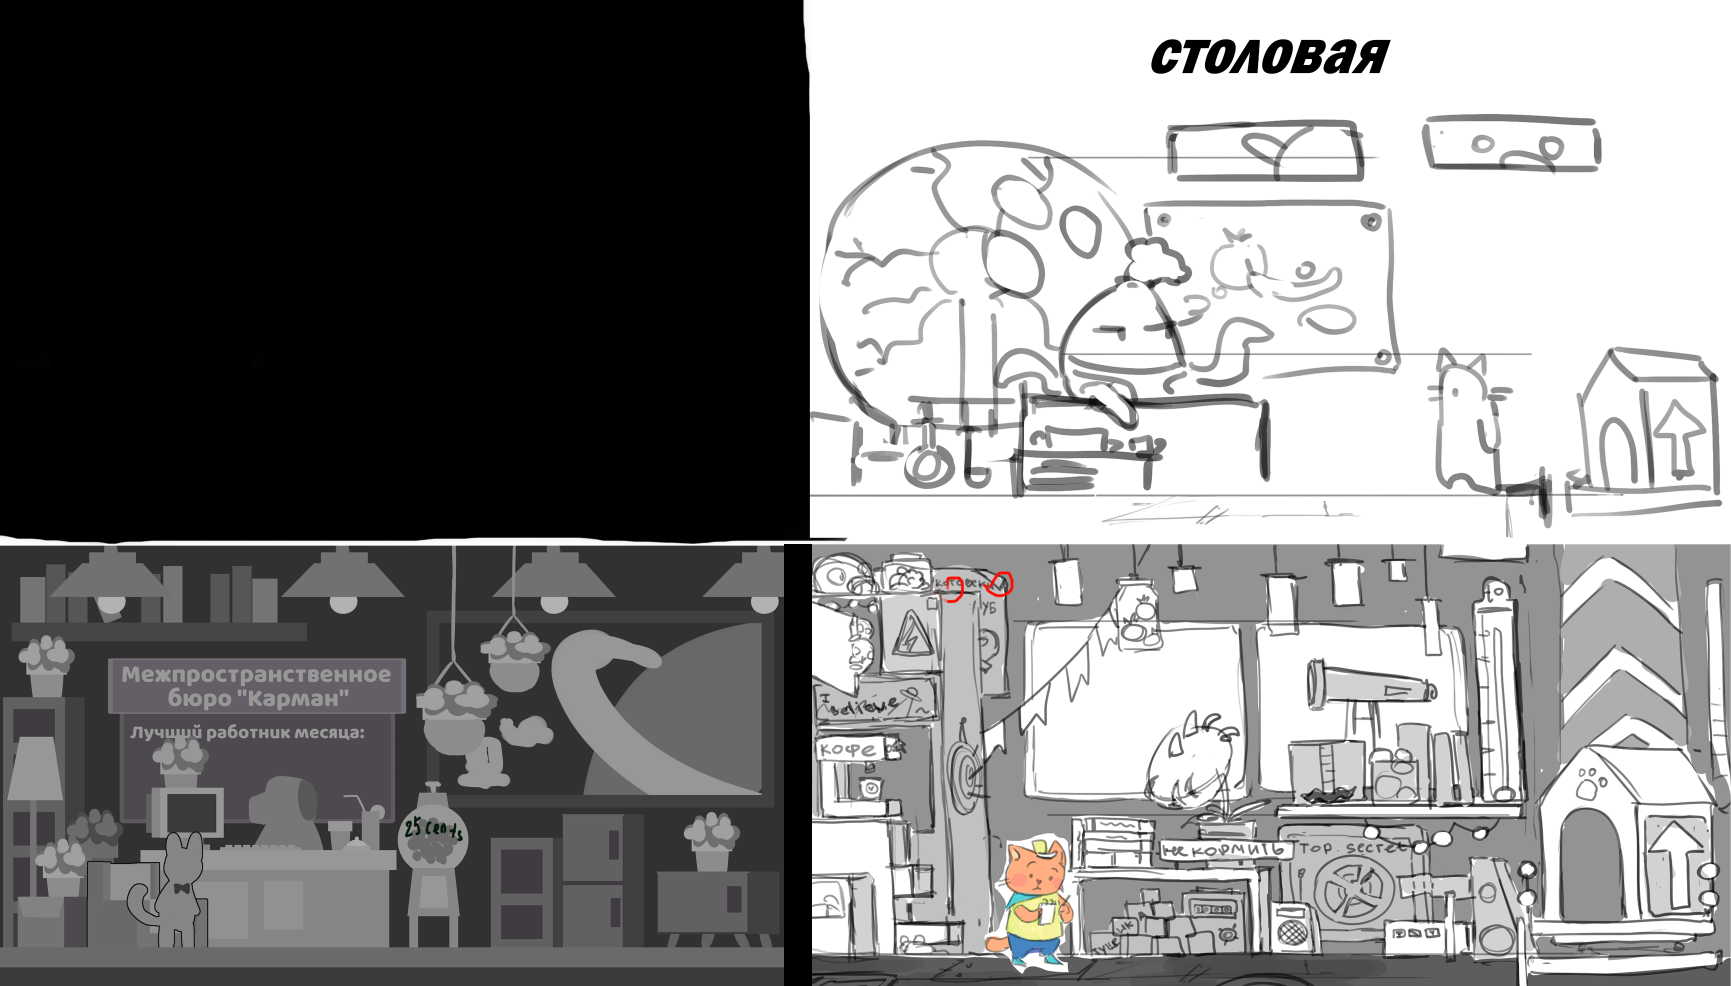 столовая
Межпространственное
бюро "Карман"
Лучший работник месяца:
25 cents
I
believe
КОФЕ
НЕ КОРМИТЬ
TOP. SECRET